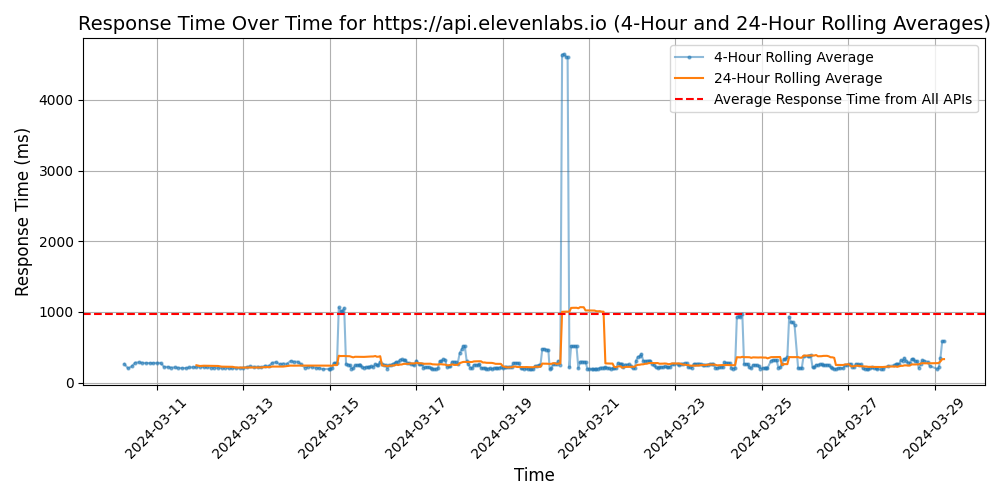 Response Time Over Time for https://api.elevenlabs.io (4-Hour and 24-Hour Rolling Averages)
4-Hour Rolling Average
24-Hour Rolling Average
Average Response Time from All APIs
Response Time (ms)
4000
3000
2000
1000
0
2024-03-11
2024-03-13
2024-03-15
2024-03-17
2024-03-19
2024-03-21
2024-03-23
2024-03-25
2024-03-27
2024-03-29
Time